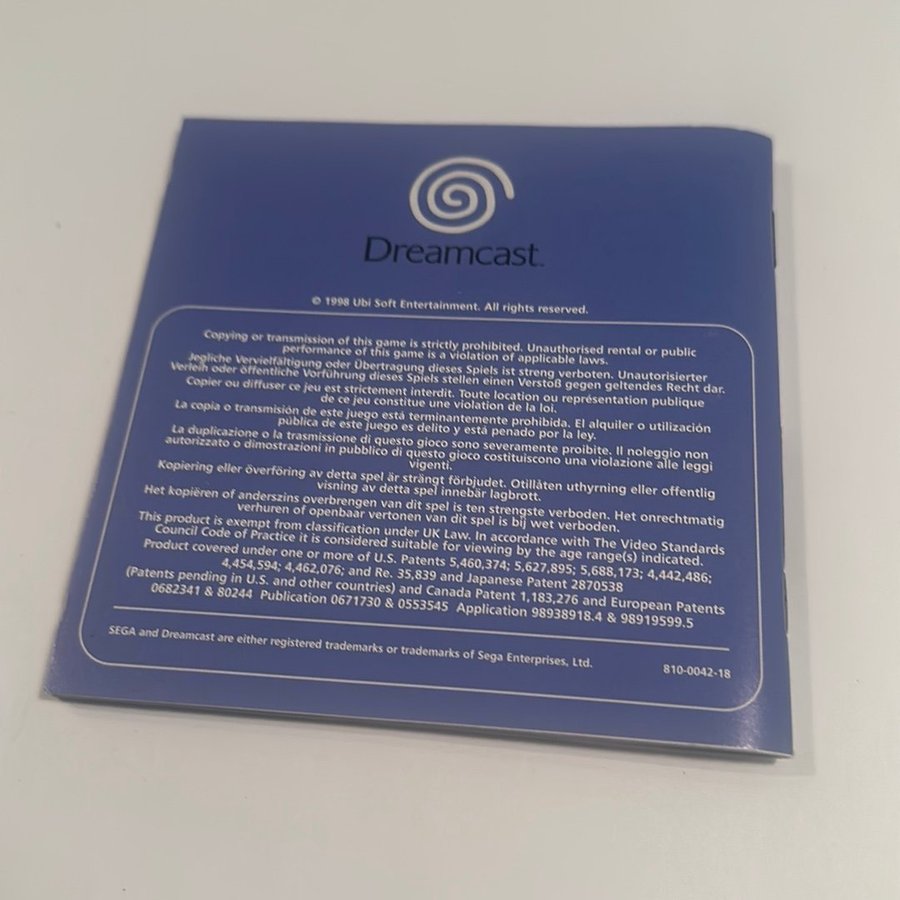 Dreamcast
© 1998 Ubi Soft Entertainment. All rights reserved.
Copying or transmission of this game is strictly prohibited. Unauthorised rental or public
performance of this game is a violation of applicable laws.
Jegliche Vervielfältigung oder Übertragung dieses Spiels ist streng verboten. Unautorisierter
Verleih oder öffentliche Vorführung dieses Spiels stellen einen Verstoß gegen geltendes Recht dar.
Copier ou diffuser ce jeu est strictement interdit. Toute location ou représentation publique
de ce jeu constitue une violation de la loi.
La copia o transmisión de este juego está terminantemente prohibida. El alquiler o utilización
pública de este juego es delito y está penado por la ley.
La duplicazione o la trasmissione di questo gioco sono severamente proibite. Il noleggio non
autorizzato o dimostrazioni in pubblico di questo gioco costituiscono una violazione alle leggi
vigenti.
Kopiering eller överföring av detta spel är strängt förbjudet. Otillåten uthyrning eller offentlig
visning av detta spel innebär lagbrott.
Het kopiëren of anderszins overbrengen van dit spel is ten strengste verboden. Het onrechtmatig
verhuren of openbaar vertonen van dit spel is bij wet verboden.
This product is exempt from classification under UK Law. In accordance with The Video Standards
Council Code of Practice it is considered suitable for viewing by the age range(s) indicated.
Product covered under one or more of U.S. Patents 5,460,374; 5,627,895; 5,688,173; 4,442,486;
4,454,594; 4,462,076; and Re. 35,839 and Japanese Patent 2870538
(Patents pending in U.S. and other countries) and Canada Patent 1,183,276 and European Patents
0682341 & 80244 Publication 0671730 & 0553545 Application 98938918.4 & 98919599.5
SEGA and Dreamcast are either registered trademarks or trademarks of Sega Enterprises, Ltd.
810-0042-18